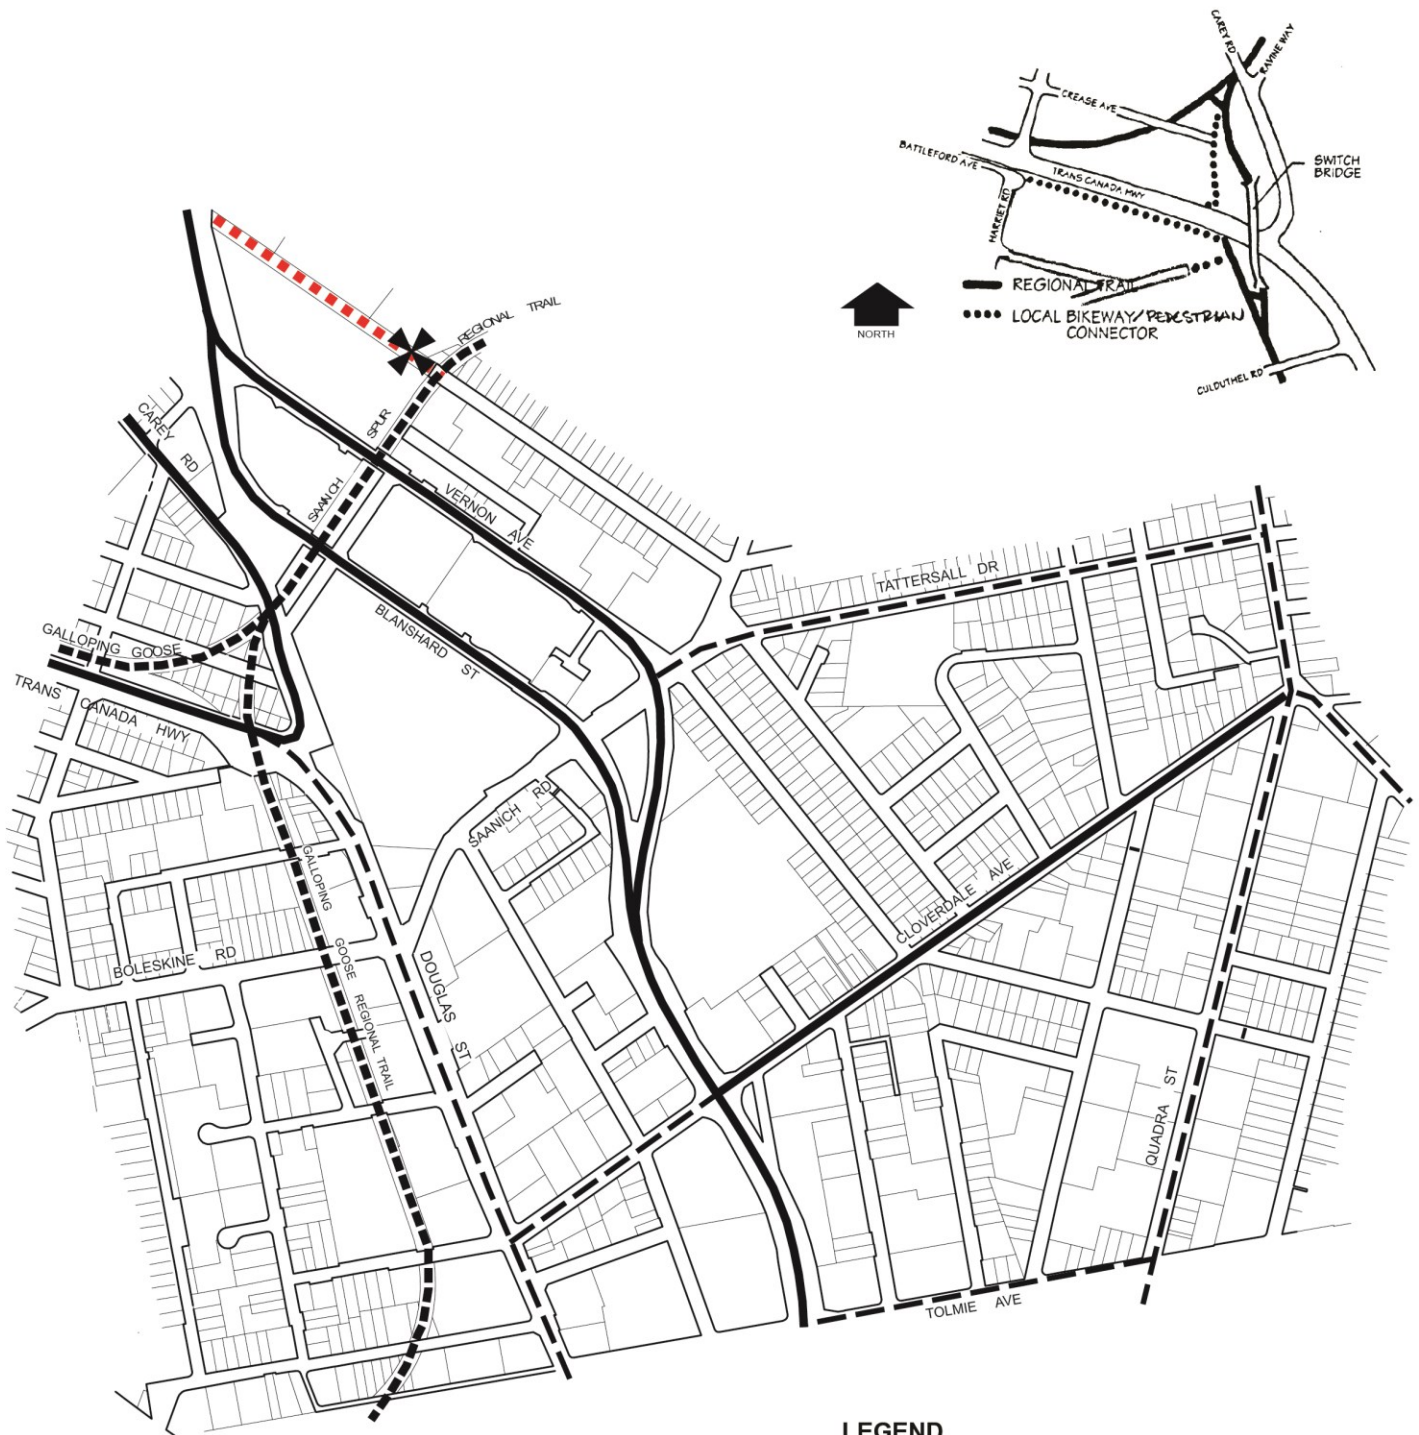 CAREY RD
RAVINE WAY
CREASE AVE
BATTLEFORD AVE
TRANS CANADA HWY
SWITCH
BRIDGE
HARRIET RD
REGIONAL TRAIL
LOCAL BIKEWAY/PEDESTRIAN
CONNECTOR
NORTH
CULDUTHEL RD
REGIONAL TRAIL
SPUR
SAANICH
CAREY RD
VERNON AVE
TATTERSALL DR
BLANSHARD ST
GALLOPING GOOSE
TRANS CANADA HWY
SAANICH RD
GALLOPING GOOSE REGIONAL TRAIL
CLOVERDALE AVE
BOLESKINE RD
DOUGLAS ST
QUADRA ST
TOLMIE AVE
LEGEND